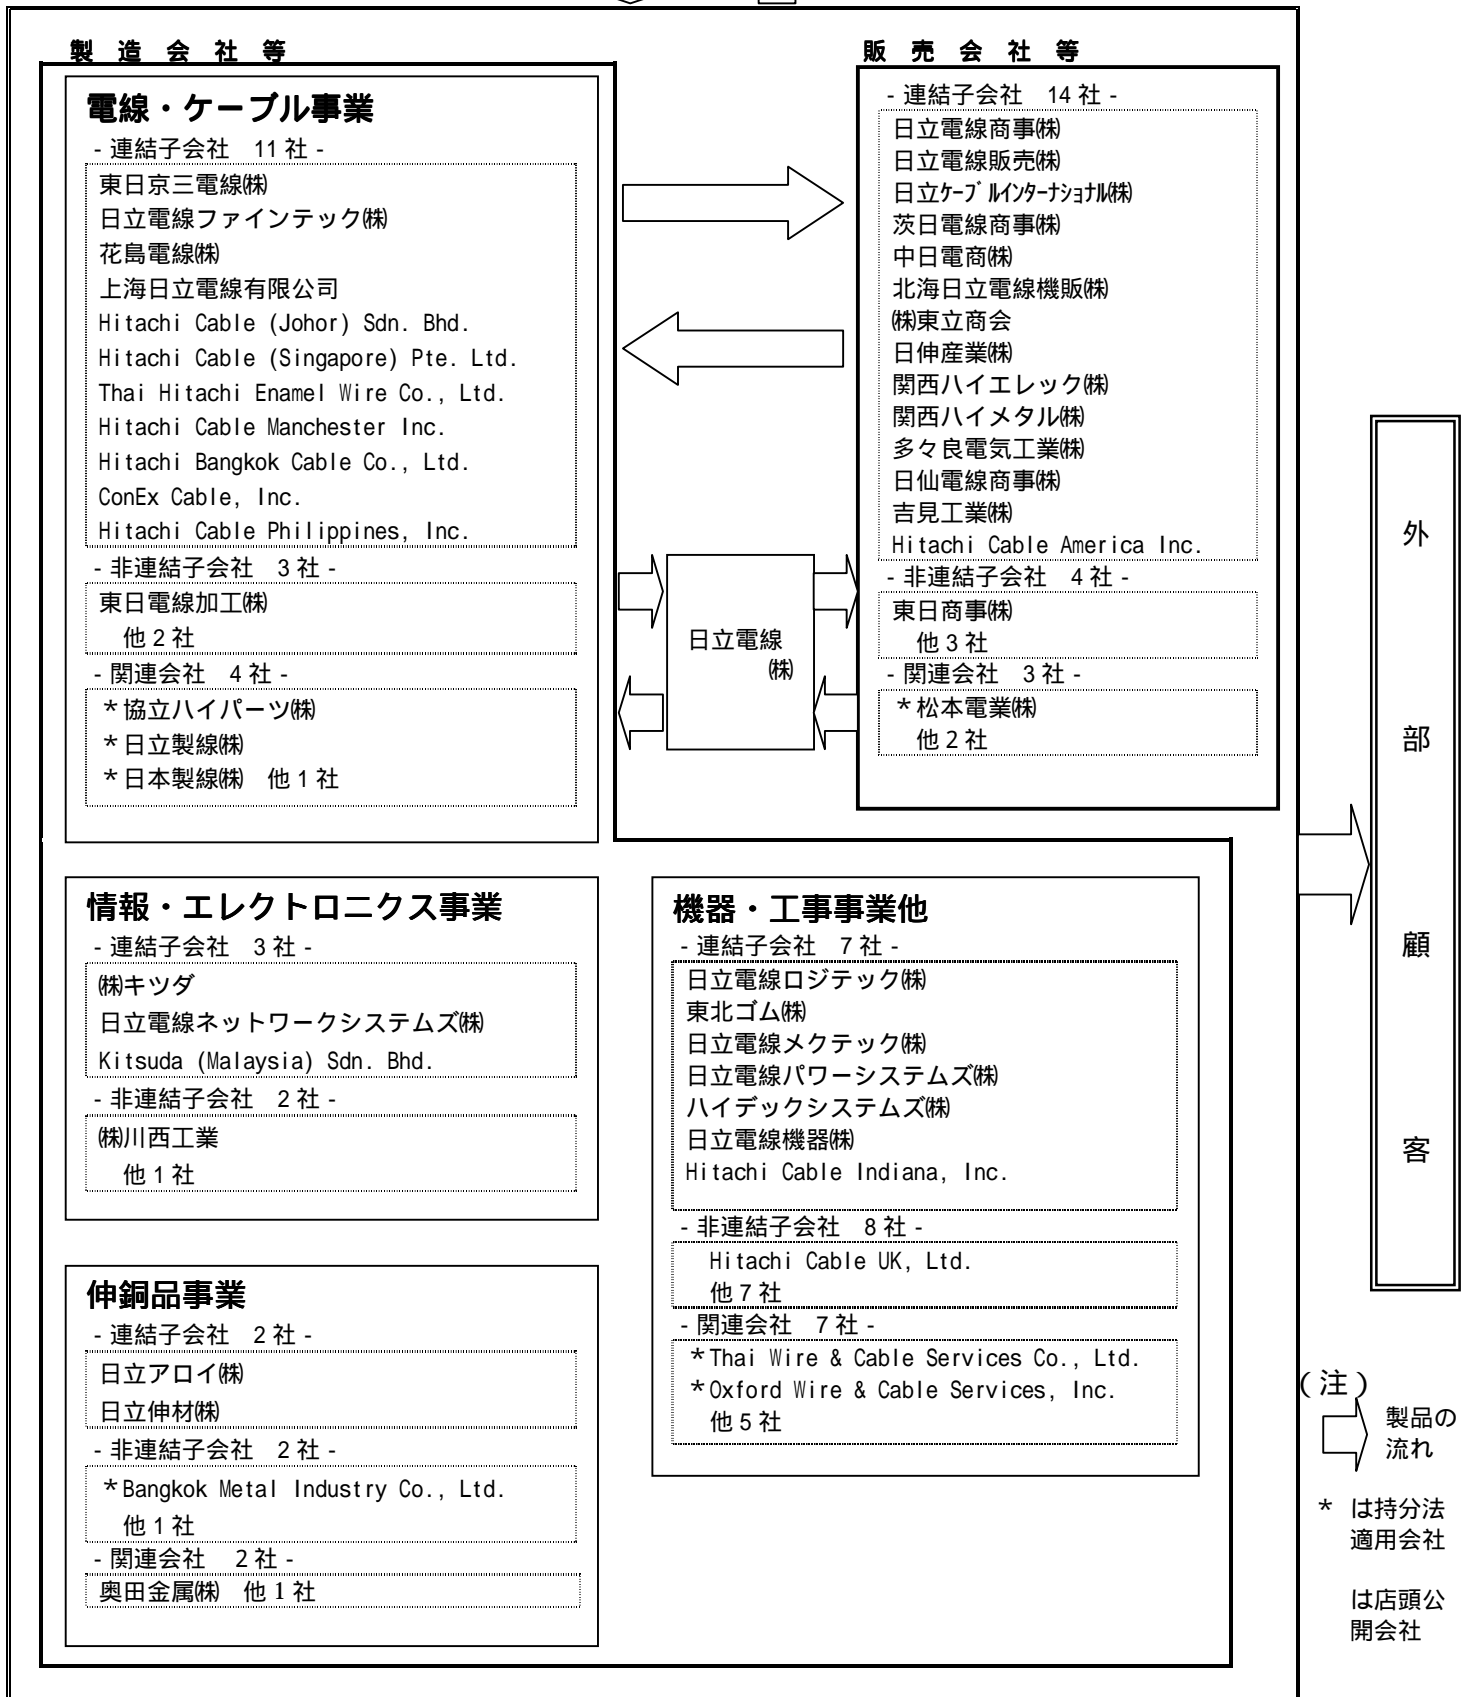 製造会社等
電線・ケーブル事業
- 連結子会社　11 社 -
東日京三電線㈱
日立電線ファインテック㈱
花島電線㈱
上海日立電線有限公司
Hitachi Cable (Johor) Sdn. Bhd.
Hitachi Cable (Singapore) Pte. Ltd.
Thai Hitachi Enamel Wire Co., Ltd.
Hitachi Cable Manchester Inc.
Hitachi Bangkok Cable Co., Ltd.
ConEx Cable, Inc.
Hitachi Cable Philippines, Inc.
- 非連結子会社　3 社 -
東日電線加工㈱
他 2 社
- 関連会社　4 社 -
*協立ハイパーツ㈱
*日立製線㈱
*日本製線㈱　他 1 社
日立電線
㈱
販売会社等
- 連結子会社　14 社 -
日立電線商事㈱
日立電線販売㈱
日立ｹｰﾌﾞﾙｲﾝﾀｰﾅｼｮﾅﾙ㈱
茨日電線商事㈱
中日電商㈱
北海日立電線機販㈱
㈱東立商会
日伸産業㈱
関西ハイエレック㈱
関西ハイメタル㈱
多々良電気工業㈱
日仙電線商事㈱
吉見工業㈱
Hitachi Cable America Inc.
- 非連結子会社　4 社 -
東日商事㈱
他 3 社
- 関連会社　3 社 -
*松本電業㈱
他 2 社
情報・エレクトロニクス事業
- 連結子会社　3 社 -
㈱キツダ
日立電線ネットワークシステムズ㈱
Kitsuda (Malaysia) Sdn. Bhd.
- 非連結子会社　2 社 -
㈱川西工業
他 1 社
伸銅品事業
- 連結子会社　2 社 -
日立アロイ㈱
日立伸材㈱
- 非連結子会社　2 社 -
*Bangkok Metal Industry Co., Ltd.
他 1 社
- 関連会社　2 社 -
奥田金属㈱　他 1 社
機器・工事事業他
- 連結子会社　7 社 -
日立電線ロジテック㈱
東北ゴム㈱
日立電線メクテック㈱
日立電線パワーシステムズ㈱
ハイデックシステムズ㈱
日立電線機器㈱
Hitachi Cable Indiana, Inc.
- 非連結子会社　8 社 -
Hitachi Cable UK, Ltd.
他 7 社
- 関連会社　7 社 -
*Thai Wire & Cable Services Co., Ltd.
*Oxford Wire & Cable Services, Inc.
他 5 社
外部顧客
(注)
製品の
流れ
* は持分法
適用会社
は店頭公
開会社